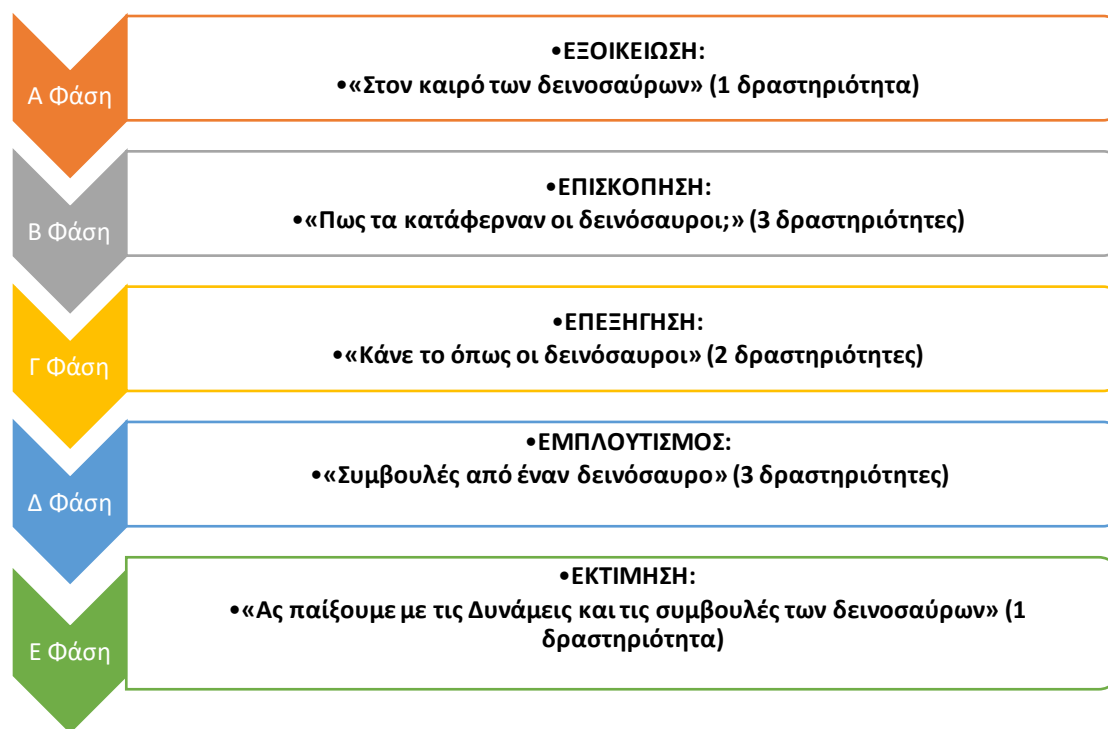 Α Φάση
•ΕΞΟΙΚΕΙΩΣΗ:
•«Στον καιρό των δεινοσαύρων» (1 δραστηριότητα)
Β Φάση
•ΕΠΙΣΚΟΠΗΣΗ:
•«Πως τα κατάφερναν οι δεινόσαυροι;» (3 δραστηριότητες)
Γ Φάση
•ΕΠΕΞΗΓΗΣΗ:
•«Κάνε το όπως οι δεινόσαυροι» (2 δραστηριότητες)
Δ Φάση
•ΕΜΠΛΟΥΤΙΣΜΟΣ:
•«Συμβουλές από έναν δεινόσαυρο» (3 δραστηριότητες)
Ε Φάση
•ΕΚΤΙΜΗΣΗ:
•«Ας παίξουμε με τις Δυνάμεις και τις συμβουλές των δεινοσαύρων» (1
δραστηριότητα)